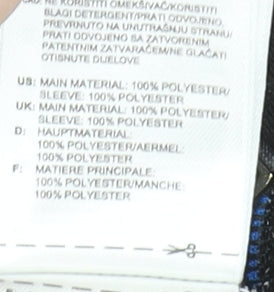 NE KORISTITI OMEKŠIVAČ/KORISTITI
BLAGI DETERGENT/PRATI ODVOJENO,
PREVRNUTO NA UNUTRAŠNJU STRANU/
PRATI ODVOJENO SA ZATVORENIM
PATENTNIM ZATVARAČEM/NE GLAČATI
OTISNUTE DIJELOVE
US: MAIN MATERIAL: 100% POLYESTER/
SLEEVE: 100% POLYESTER
UK: MAIN MATERIAL: 100% POLYESTER/
SLEEVE: 100% POLYESTER
D: HAUPTMATERIAL:
100% POLYESTER/AERMEL:
100% POLYESTER
F: MATIERE PRINCIPALE:
100% POLYESTER/MANCHE:
100% POLYESTER